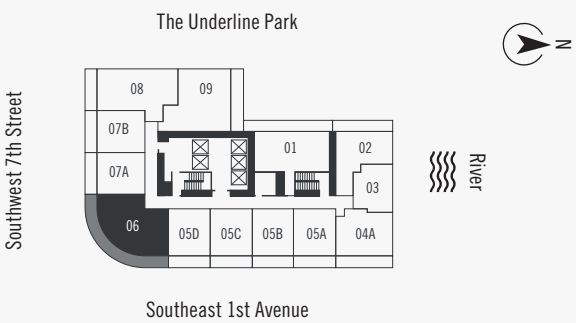 The Underline Park
N
Southwest 7th Street
08
09
07B
01
02
07A
03
06
05D
05C
05B
05A
04A
River
Southeast 1st Avenue